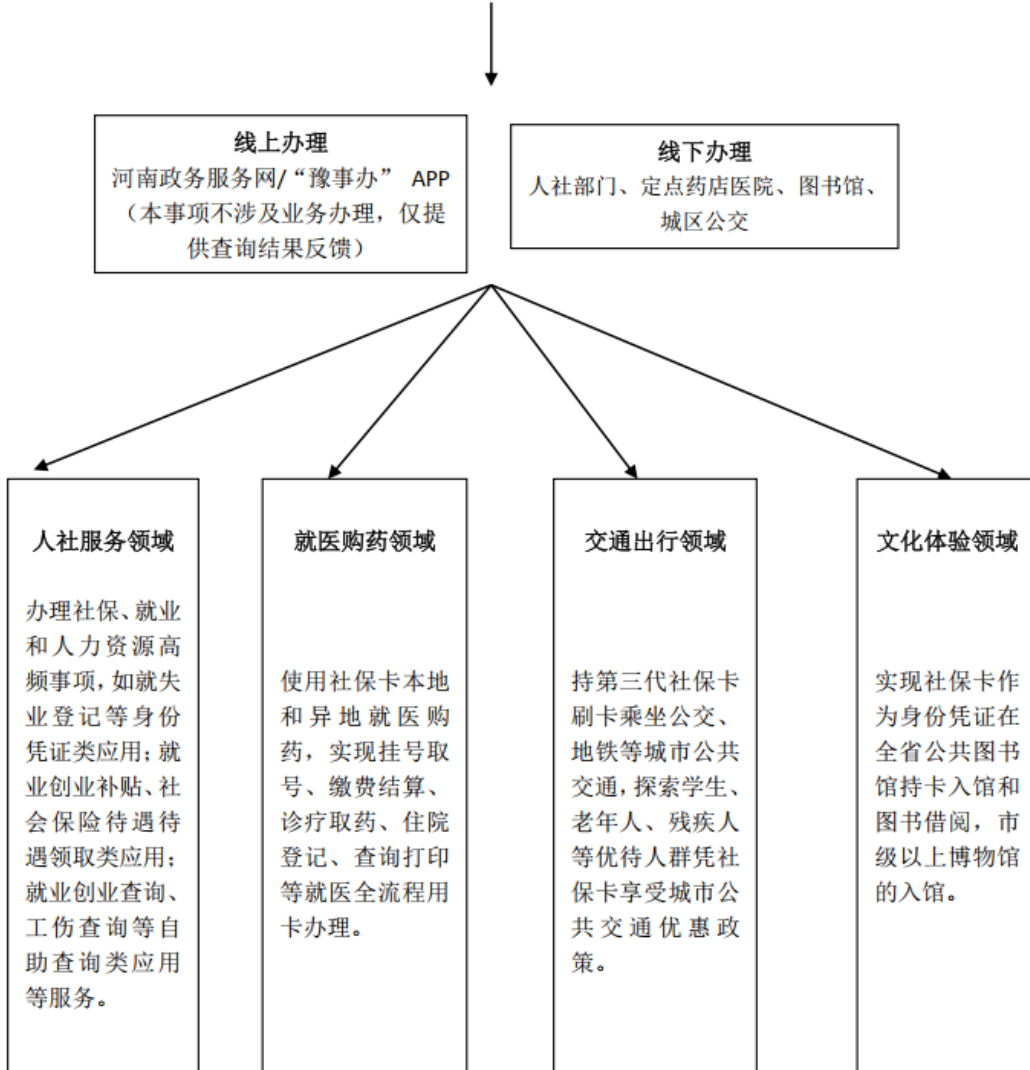 线上办理
河南政务服务网/“豫事办” APP
（本事项不涉及业务办理，仅提
供查询结果反馈）
线下办理
人社部门、定点药店医院、图书馆、
城区公交
人社服务领域
办理社保、就业
和人力资源高
频事项，如就失
业登记等身份
凭证类应用；就
业创业补贴、社
会保险待遇待
遇领取类应用；
就业创业查询、
工伤查询等自
助查询类应用
等服务。
就医购药领域
使用社保卡本地
和异地就医购
药，实现挂号取
号、缴费结算、
诊疗取药、住院
登记、查询打印
等就医全流程用
卡办理。
交通出行领域
持第三代社保卡
刷卡乘坐公交、
地铁等城市公共
交通，探索学生、
老年人、残疾人
等优待人群凭社
保卡享受城市公
共交通优惠政
策。
文化体验领域
实现社保卡作
为身份凭证在
全省公共图书
馆持卡入馆和
图书借阅，市
级以上博物馆
的入馆。